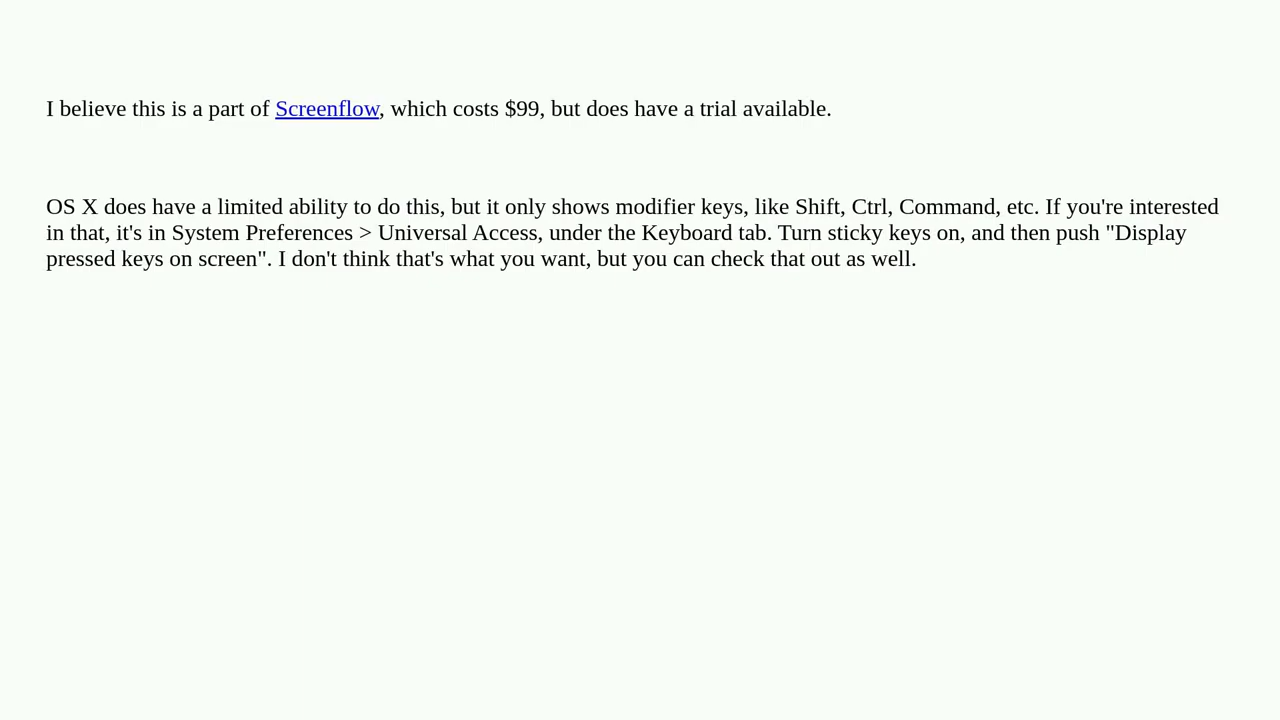 I believe this is a part of Screenflow, which costs $99, but does have a trial available.
OS X does have a limited ability to do this, but it only shows modifier keys, like Shift, Ctrl, Command, etc. If you're interested
in that, it's in System Preferences > Universal Access, under the Keyboard tab. Turn sticky keys on, and then push "Display
pressed keys on screen". I don't think that's what you want, but you can check that out as well.